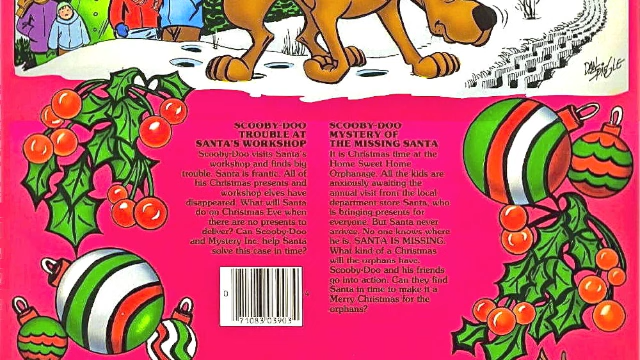 DAN SPIEGLE
SCOOBY-DOO
TROUBLE AT
SANTA'S WORKSHOP
Scooby-Doo visits Santa's
workshop and finds big
trouble. Santa is frantic. All of
his Christmas presents and
workshop elves have
disappeared. What will Santa
do on Christmas Eve when
there are no presents to
deliver? Can Scooby-Doo
and Mystery Inc. help Santa
solve this case in time?
SCOOBY-DOO
MYSTERY OF
THE MISSING SANTA
It is Christmas time at the
Home Sweet Home
Orphanage. All the kids are
anxiously awaiting the
annual visit from the local
department store Santa, who
is bringing presents for
everyone. But Santa never
arrives. No one knows where
he is. SANTA IS MISSING.
What kind of a Christmas
will the orphans have.
Scooby-Doo and his friends
go into action. Can they find
Santa in time to make it a
Merry Christmas for the
orphans?
0
71083 03903